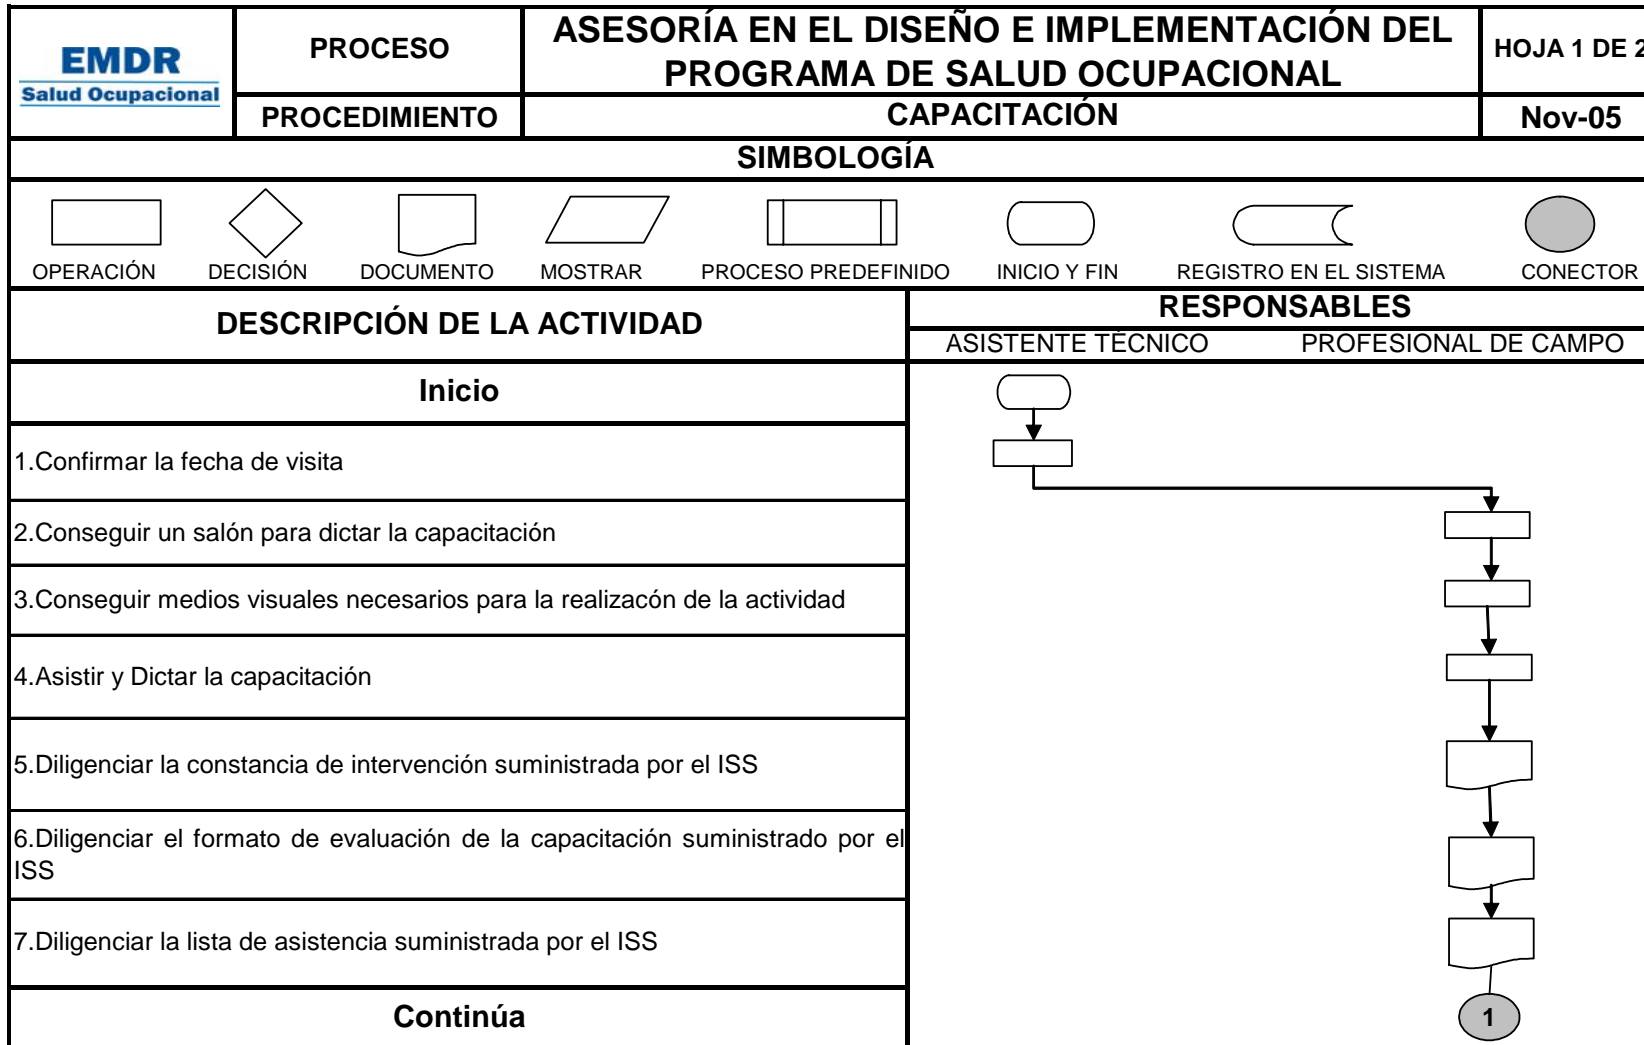 EMDR
Salud Ocupacional
PROCESO
ASESORÍA EN EL DISEÑO E IMPLEMENTACIÓN DEL
PROGRAMA DE SALUD OCUPACIONAL
HOJA 1 DE 2
PROCEDIMIENTO
CAPACITACIÓN
Nov-05
SIMBOLOGÍA
OPERACIÓN DECISIÓN DOCUMENTO MOSTRAR PROCESO PREDEFINIDO INICIO Y FIN REGISTRO EN EL SISTEMA CONECTOR
DESCRIPCIÓN DE LA ACTIVIDAD
RESPONSABLES
ASISTENTE TÉCNICO PROFESIONAL DE CAMPO
Inicio
1.Confirmar la fecha de visita
2.Conseguir un salón para dictar la capacitación
3.Conseguir medios visuales necesarios para la realizacón de la actividad
4.Asistir y Dictar la capacitación
5.Diligenciar la constancia de intervención suministrada por el ISS
6.Diligenciar el formato de evaluación de la capacitación suministrado por el
ISS
7.Diligenciar la lista de asistencia suministrada por el ISS
Continúa
1